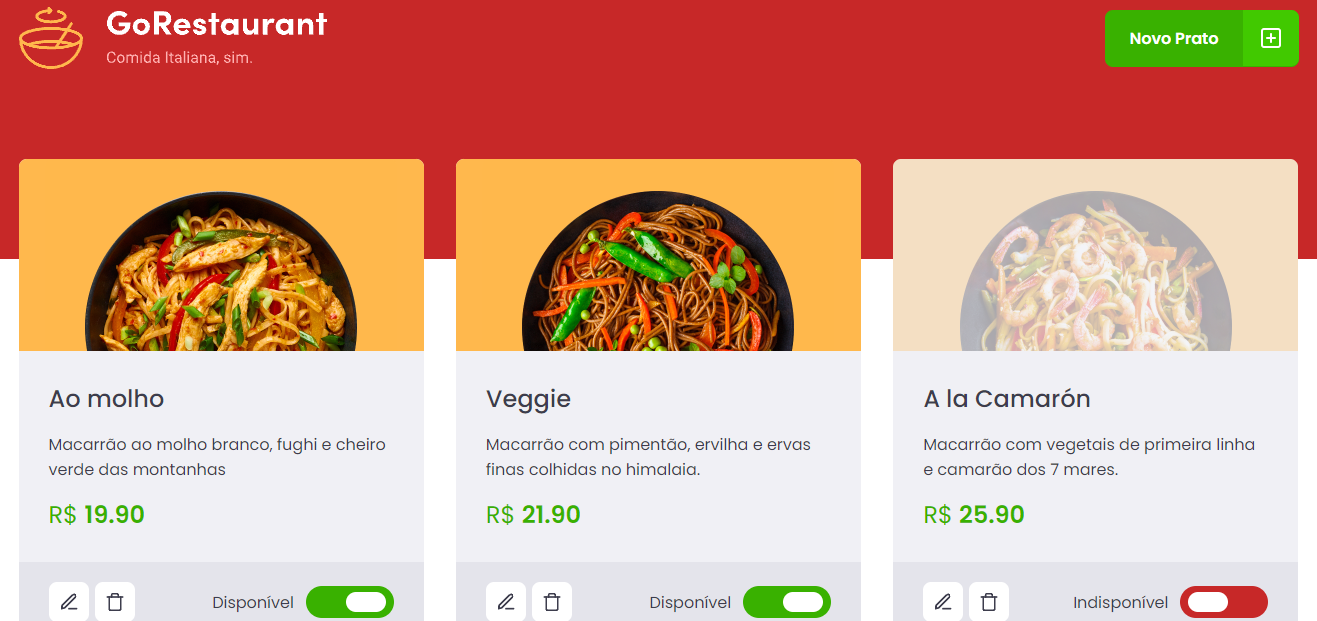 GoRestaurant
Comida Italiana, sim.
Novo Prato
Ao molho
Macarrão ao molho branco, fughi e cheiro
verde das montanhas
R$ 19.90
Disponível
Veggie
Macarrão com pimentão, ervilha e ervas
finas colhidas no himalaia.
R$ 21.90
Disponível
A la Camarón
Macarrão com vegetais de primeira linha
e camarão dos 7 mares.
R$ 25.90
Indisponível